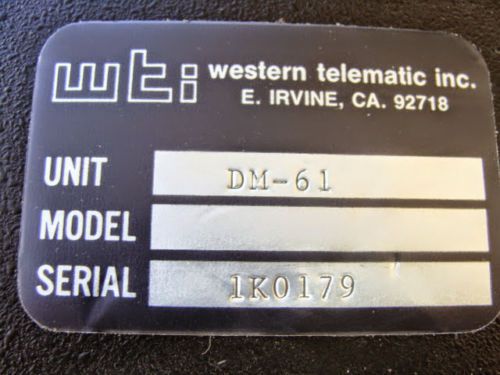 wti western telematic inc.
E. IRVINE, CA. 92718
UNIT DM-61
MODEL
SERIAL 1K0179